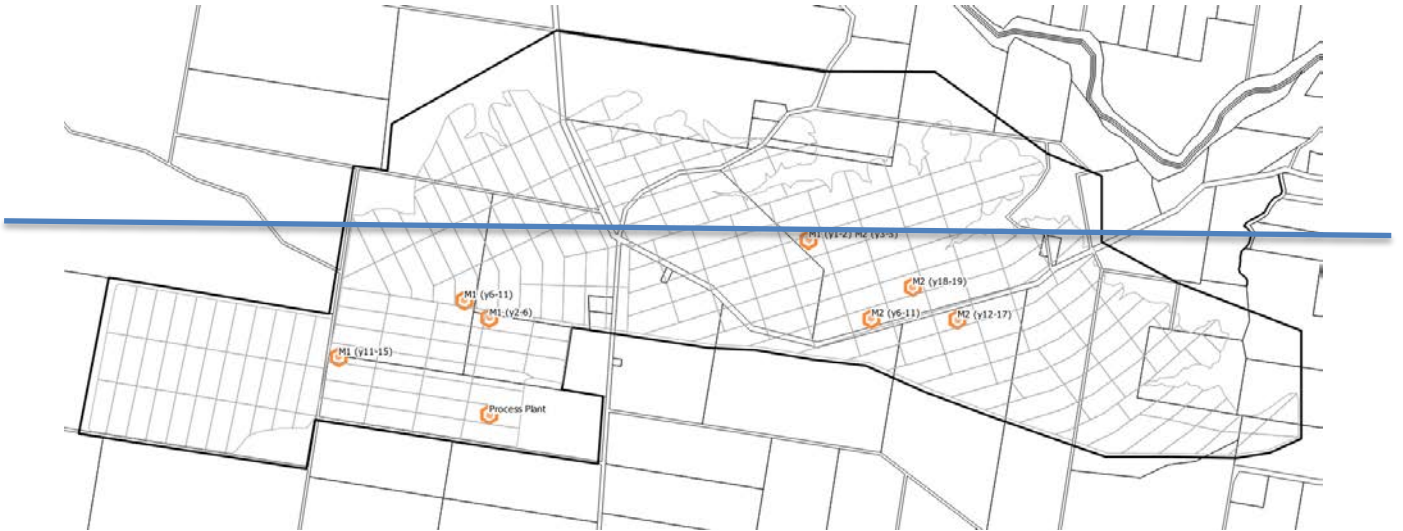 M1 (y1-2) M2 (y3-5)
M2 (y18-19)
M1 (y6-11)
M1 (y2-6)
M2 (y6-11)
M2 (y12-17)
M1 (y11-15)
Process Plant